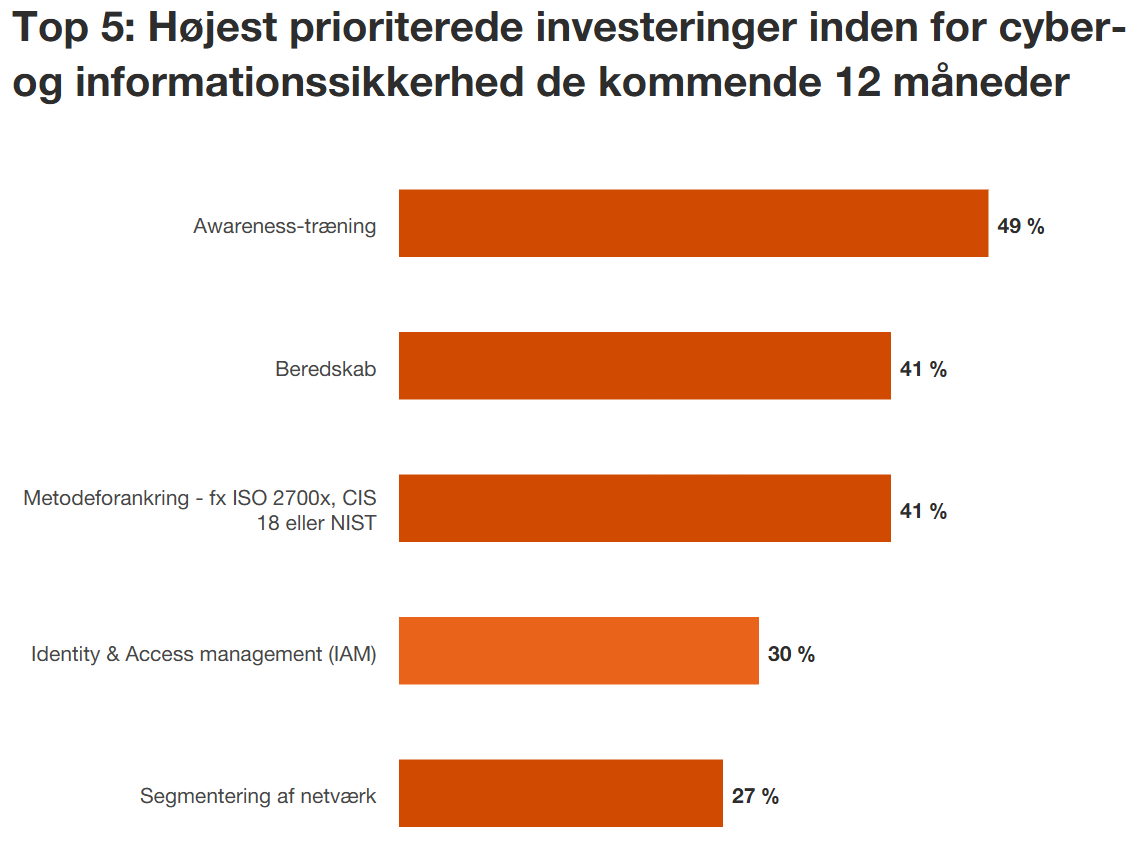 Top 5: Højest prioriterede investeringer inden for cyber-
og informationssikkerhed de kommende 12 måneder
Awareness-træning
49 %
Beredskab
41 %
Metodeforankring - fx ISO 2700x, CIS
18 eller NIST
41 %
Identity & Access management (IAM)
30 %
Segmentering af netværk
27 %